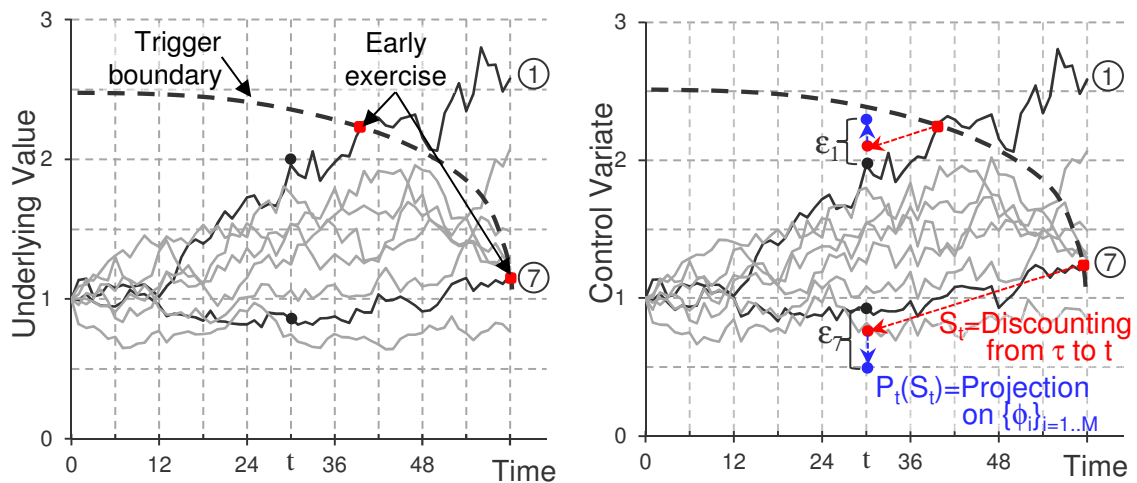 3
Trigger
boundary
Early
exercise
1
2
1
7
0
0
12
24
t
36
48
Time
Underlying Value
3
1
ε1
2
7
1
ε7
St=Discounting
from τ to t
Pt(St)=Projection
on {ϕi}i=1..M
0
0
12
24
t
36
48
Time
Control Variate